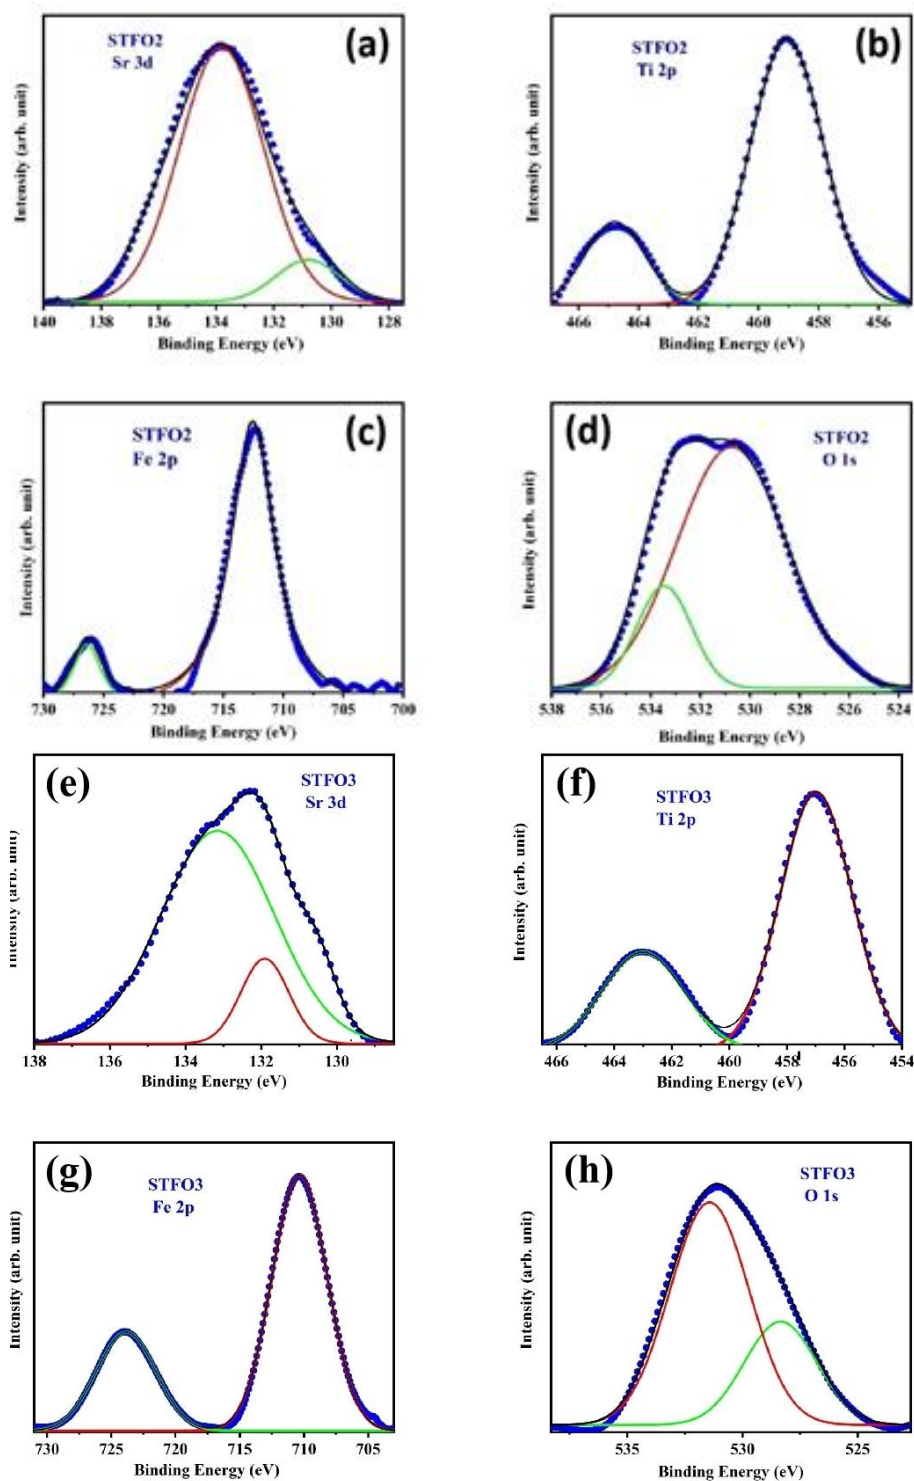 STFO2
Sr 3d
(a)
Intensity (arb. unit)
140 138 136 134 132 130 128
Binding Energy (eV)
STFO2
Ti 2p
(b)
Intensity (arb. unit)
466 464 462 460 458 456
Binding Energy (eV)
STFO2
Fe 2p
(c)
Intensity (arb. unit)
730 725 720 715 710 705 700
Binding Energy (eV)
(d)
STFO2
O 1s
Intensity (arb. unit)
538 536 534 532 530 528 526 524
Binding Energy (eV)
(e)
STFO3
Sr 3d
Intensity (arb. unit)
138 136 134 132 130
Binding Energy (eV)
(f)
STFO3
Ti 2p
Intensity (arb. unit)
466 464 462 460 458 456 454
Binding Energy (eV)
(g)
STFO3
Fe 2p
Intensity (arb. unit)
730 725 720 715 710 705
Binding Energy (eV)
(h)
STFO3
O 1s
Intensity (arb. unit)
535 530 525
Binding Energy (eV)